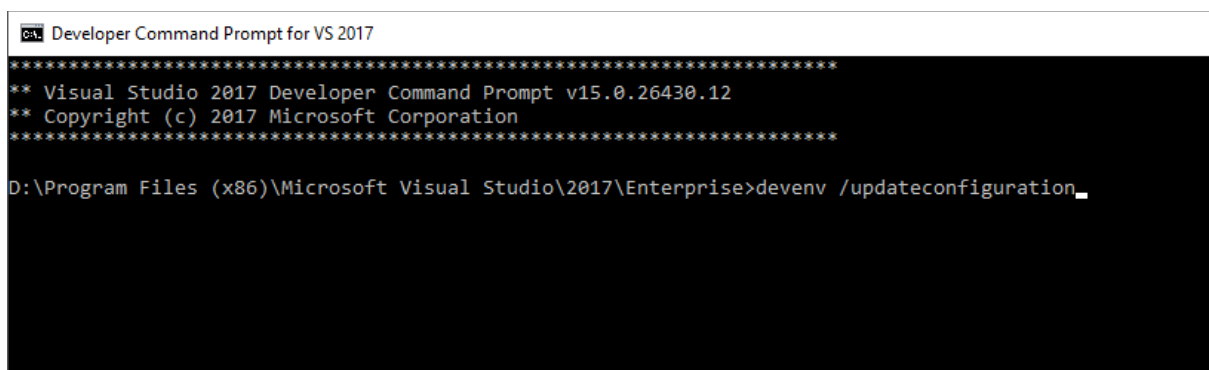 Developer Command Prompt for VS 2017
**********************************************************************
** Visual Studio 2017 Developer Command Prompt v15.0.26430.12
** Copyright (c) 2017 Microsoft Corporation
**********************************************************************
D:\Program Files (x86)\Microsoft Visual Studio\2017\Enterprise>devenv /updateconfiguration